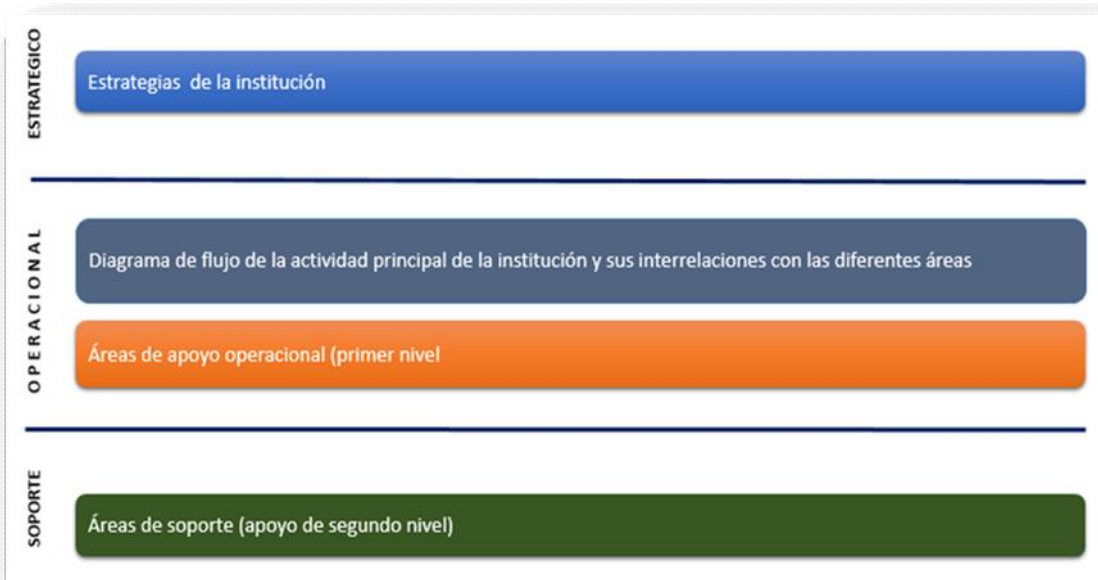 ESTRATEGICO
Estrategias de la institución
OPERACIONAL
Diagrama de flujo de la actividad principal de la institución y sus interrelaciones con las diferentes áreas
Áreas de apoyo operacional (primer nivel
SOPORTE
Áreas de soporte (apoyo de segundo nivel)